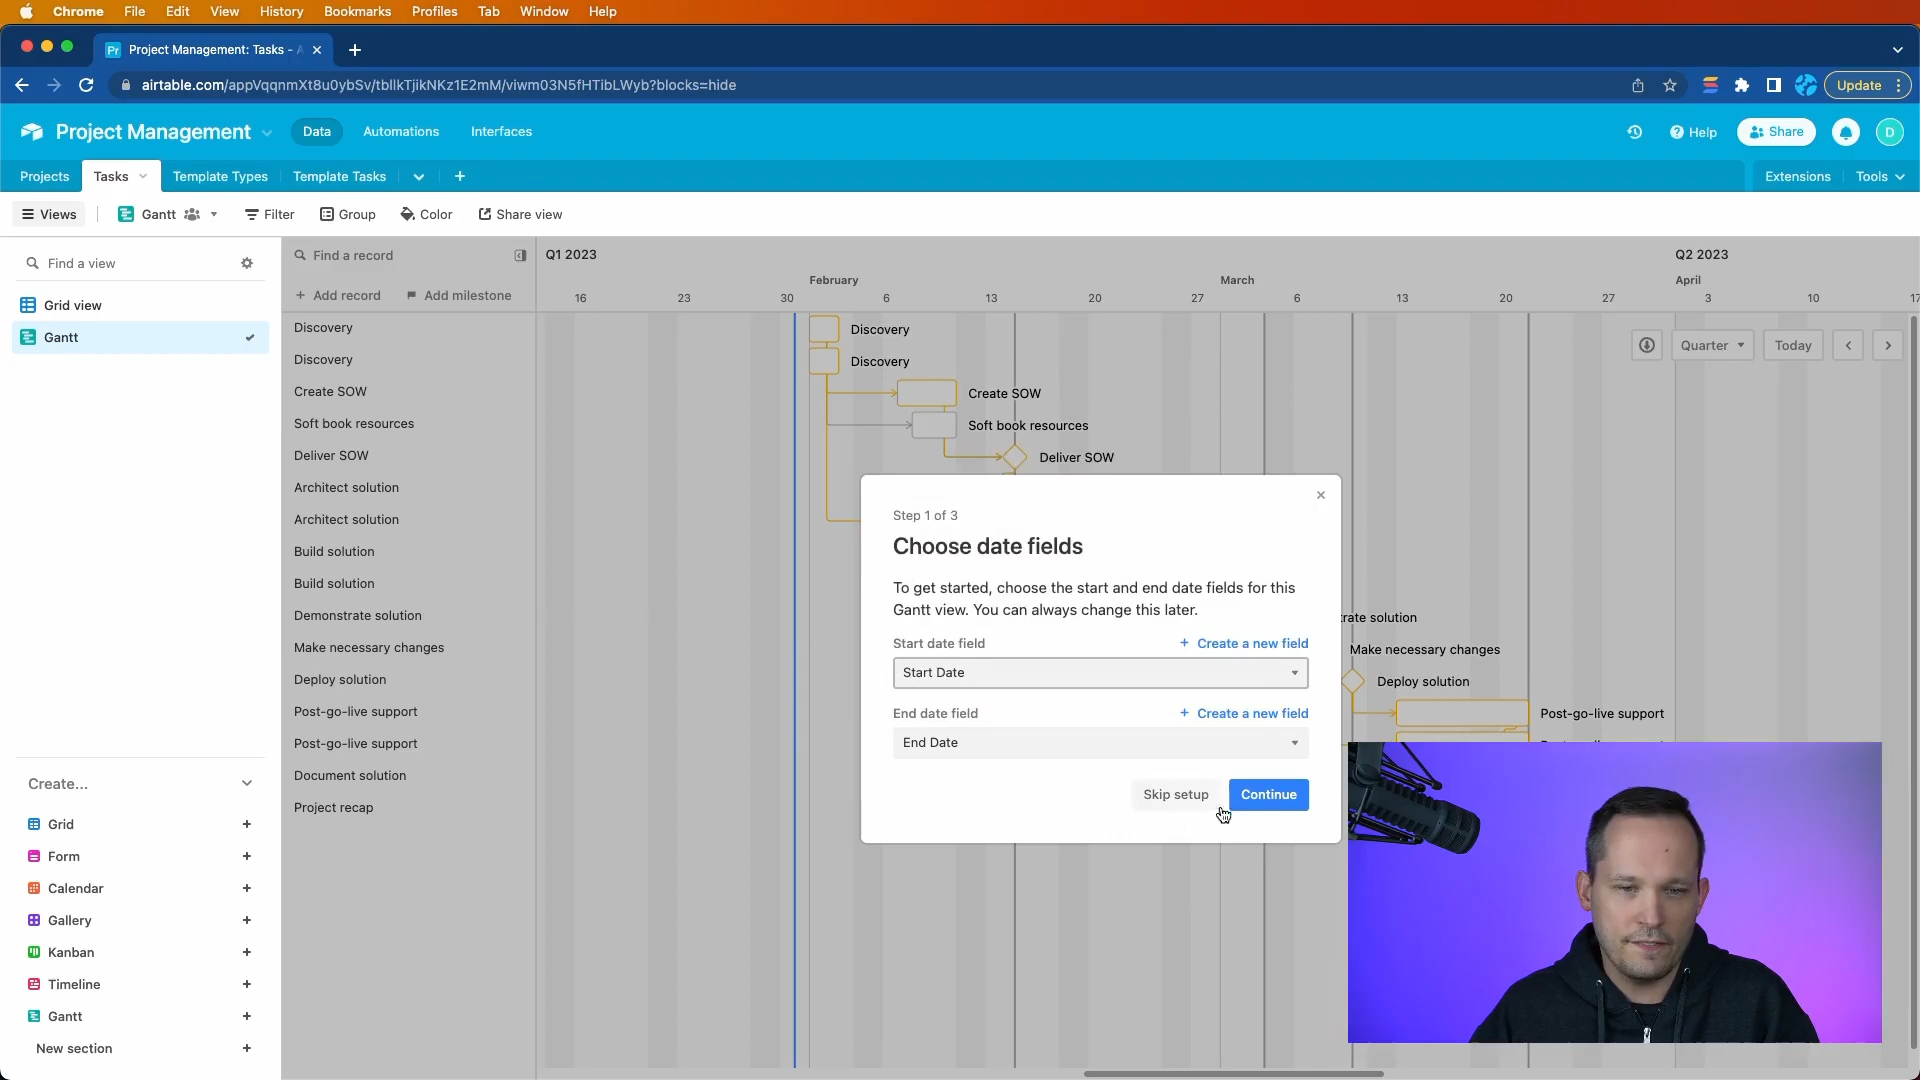 Chrome File Edit View History Bookmarks Profiles Tab Window Help
Pr Project Management: Tasks - A
airtable.com/appVqqnmXt8u0ybSv/tbllkTjikNKz1E2mM/viwm03N5fHTibLWyb?blocks=hide
Update
Project Management
Data Automations Interfaces
Help
Share
D
Projects Tasks Template Types Template Tasks
Extensions Tools
Views Gantt Filter Group Color Share view
Find a view
Grid view
Gantt
Create...
Grid
Form
Calendar
Gallery
Kanban
Timeline
Gantt
New section
Find a record
+ Add record Add milestone
Discovery
Discovery
Create SOW
Soft book resources
Deliver SOW
Architect solution
Architect solution
Build solution
Build solution
Demonstrate solution
Make necessary changes
Deploy solution
Post-go-live support
Post-go-live support
Document solution
Project recap
Q1 2023 Q2 2023
February March April
16 23 30 6 13 20 27 6 13 20 27 3 10 17
Quarter Today
Discovery
Discovery
Create SOW
Soft book resources
Deliver SOW
trate solution
Make necessary changes
Deploy solution
Post-go-live support
Step 1 of 3
Choose date fields
To get started, choose the start and end date fields for this
Gantt view. You can always change this later.
Start date field + Create a new field
Start Date
End date field + Create a new field
End Date
Skip setup Continue